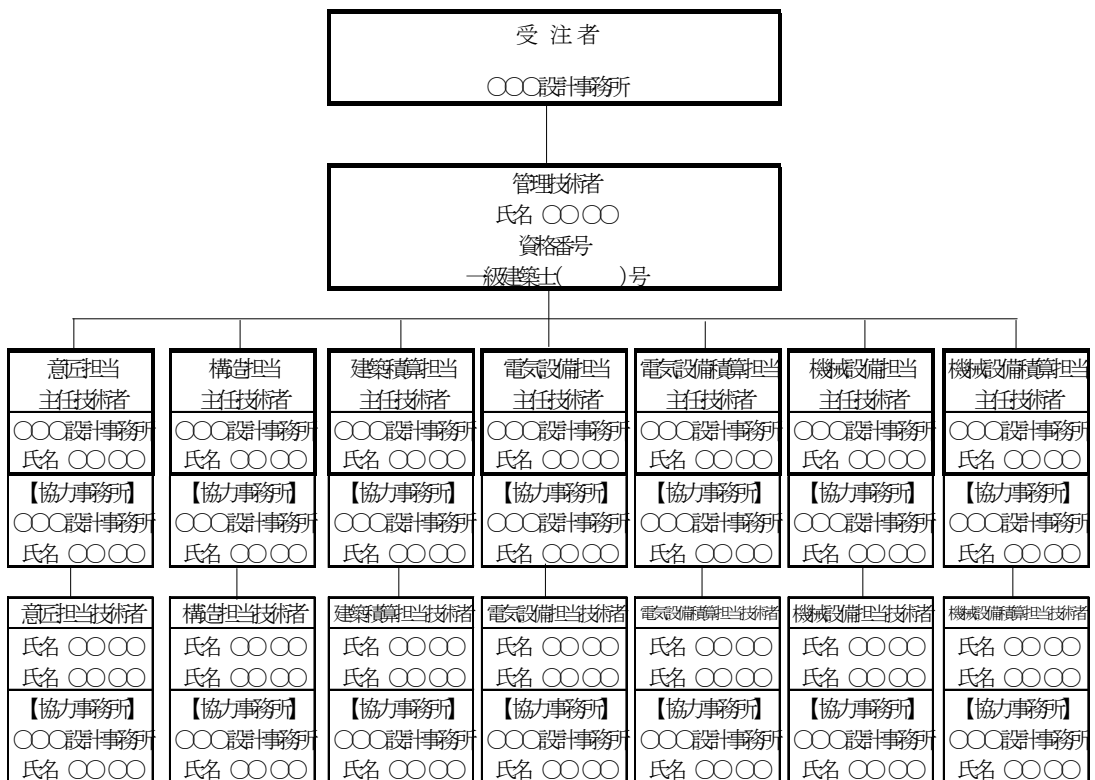 受 注 者
○○○設計事務所
管理技術者
氏名 ○○ ○○
資格番号
一級建築士(　　　)号
意匠担当
主任技術者
○○○設計事務所
氏名 ○○ ○○
【協力事務所】
○○○設計事務所
氏名 ○○ ○○
構造担当
主任技術者
○○○設計事務所
氏名 ○○ ○○
【協力事務所】
○○○設計事務所
氏名 ○○ ○○
建築積算担当
主任技術者
○○○設計事務所
氏名 ○○ ○○
【協力事務所】
○○○設計事務所
氏名 ○○ ○○
電気設備担当
主任技術者
○○○設計事務所
氏名 ○○ ○○
【協力事務所】
○○○設計事務所
氏名 ○○ ○○
電気設備積算担当
主任技術者
○○○設計事務所
氏名 ○○ ○○
【協力事務所】
○○○設計事務所
氏名 ○○ ○○
機械設備担当
主任技術者
○○○設計事務所
氏名 ○○ ○○
【協力事務所】
○○○設計事務所
氏名 ○○ ○○
機械設備積算担当
主任技術者
○○○設計事務所
氏名 ○○ ○○
【協力事務所】
○○○設計事務所
氏名 ○○ ○○
意匠担当技術者
氏名 ○○ ○○
氏名 ○○ ○○
【協力事務所】
○○○設計事務所
氏名 ○○ ○○
構造担当技術者
氏名 ○○ ○○
氏名 ○○ ○○
【協力事務所】
○○○設計事務所
氏名 ○○ ○○
建築積算担当技術者
氏名 ○○ ○○
氏名 ○○ ○○
【協力事務所】
○○○設計事務所
氏名 ○○ ○○
電気設備担当技術者
氏名 ○○ ○○
氏名 ○○ ○○
【協力事務所】
○○○設計事務所
氏名 ○○ ○○
電気設備積算担当技術者
氏名 ○○ ○○
氏名 ○○ ○○
【協力事務所】
○○○設計事務所
氏名 ○○ ○○
機械設備担当技術者
氏名 ○○ ○○
氏名 ○○ ○○
【協力事務所】
○○○設計事務所
氏名 ○○ ○○
機械設備積算担当技術者
氏名 ○○ ○○
氏名 ○○ ○○
【協力事務所】
○○○設計事務所
氏名 ○○ ○○